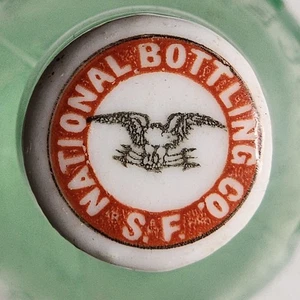 NATIONAL BOTTLING CO.
S. F.